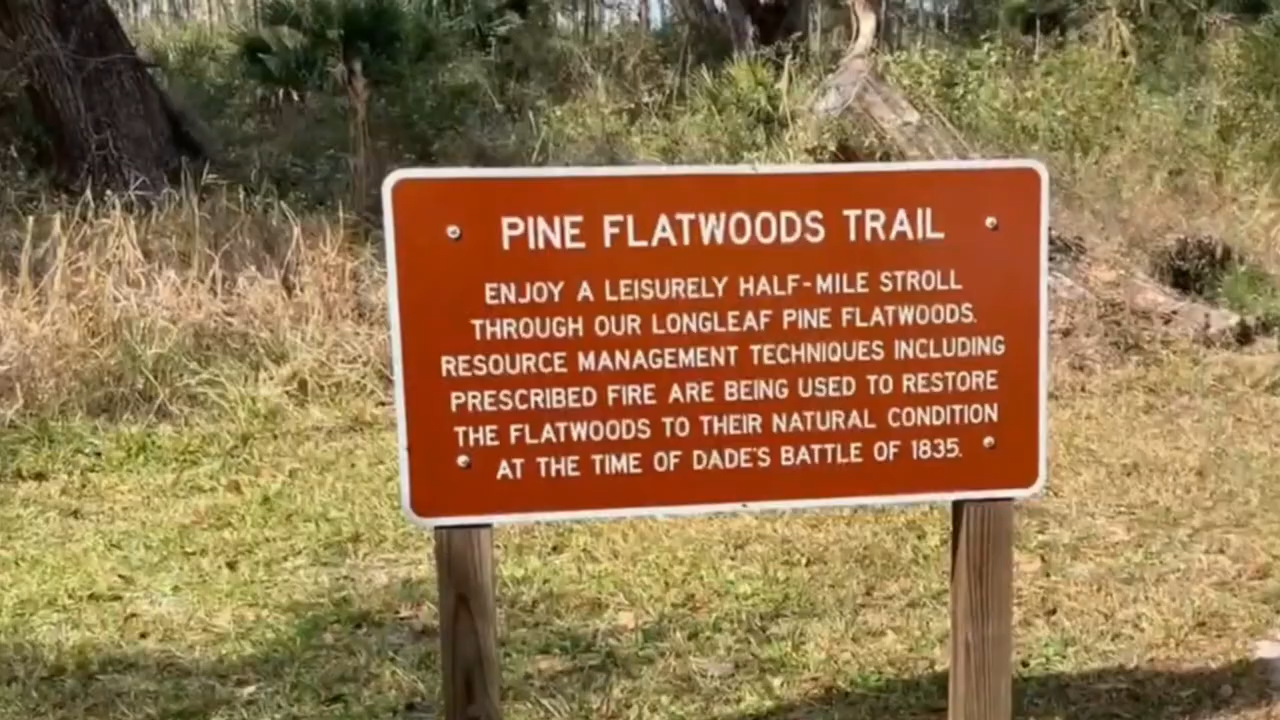 PINE FLATWOODS TRAIL
ENJOY A LEISURELY HALF-MILE STROLL
THROUGH OUR LONGLEAF PINE FLATWOODS.
RESOURCE MANAGEMENT TECHNIQUES INCLUDING
PRESCRIBED FIRE ARE BEING USED TO RESTORE
THE FLATWOODS TO THEIR NATURAL CONDITION
AT THE TIME OF DADE'S BATTLE OF 1835.